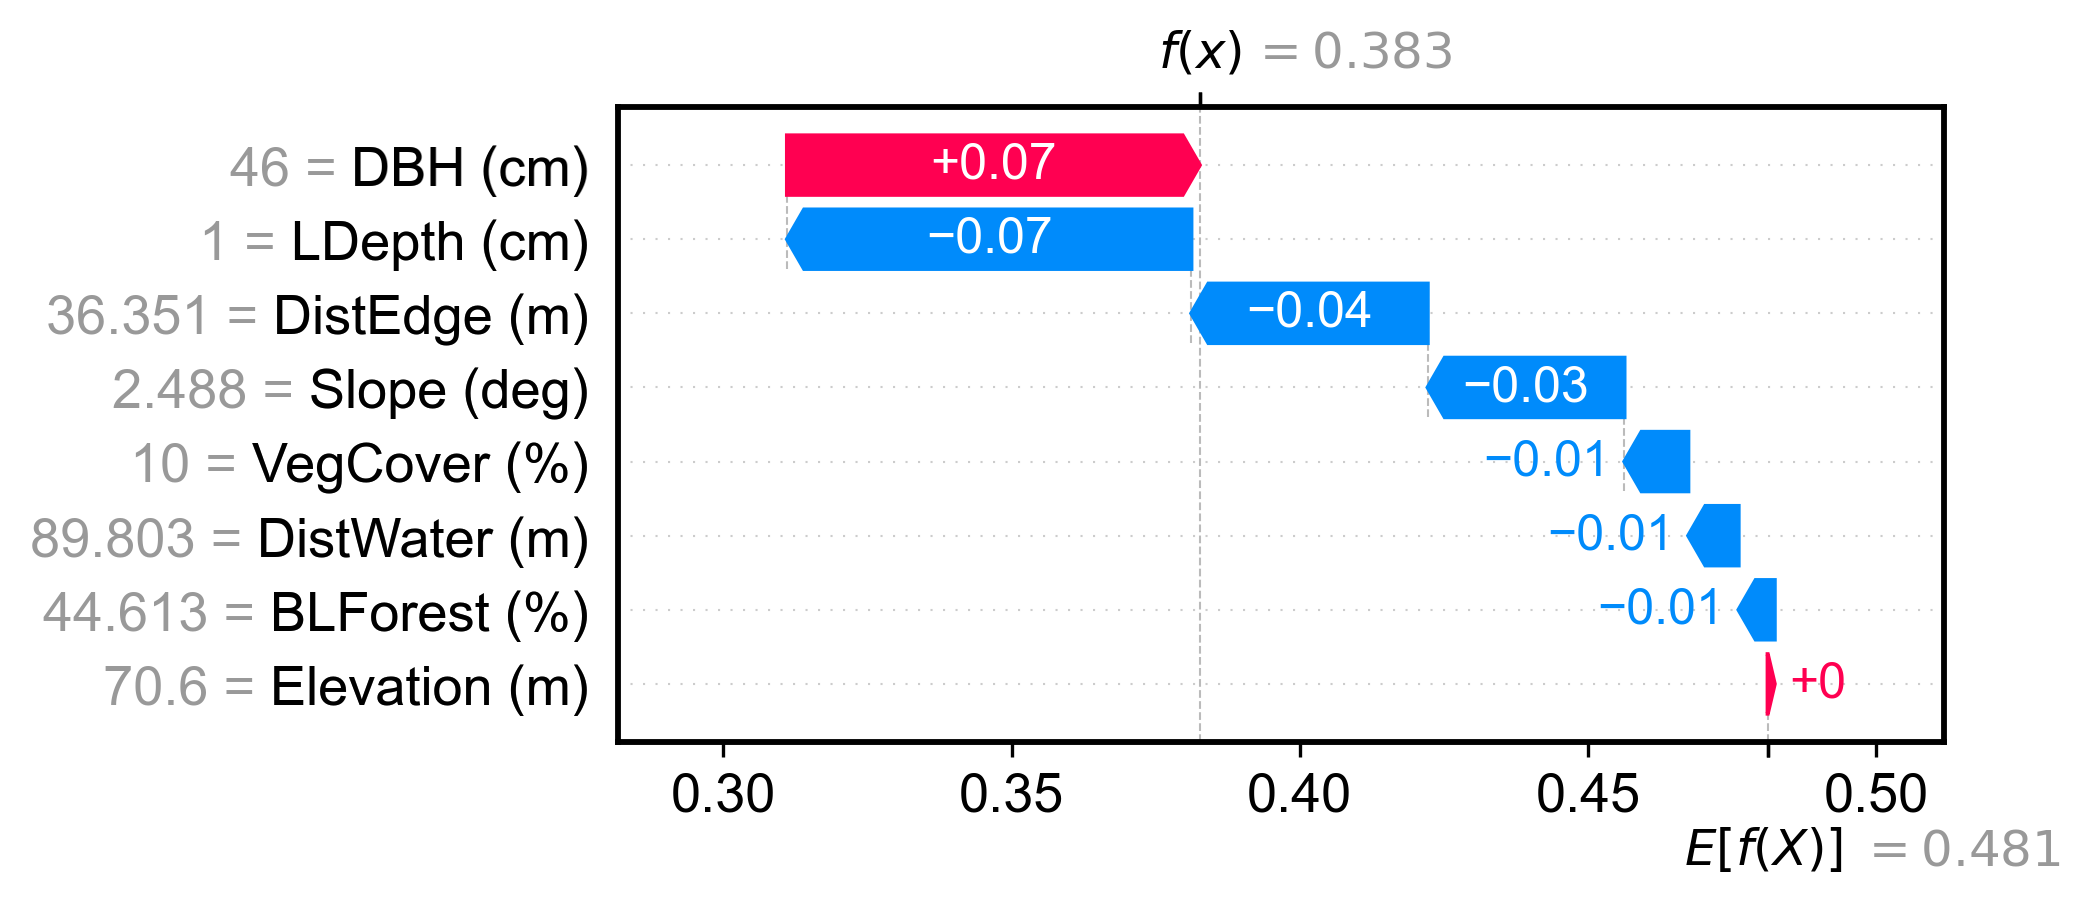 f(x) = 0.383
46 = DBH (cm) +0.07
1 = LDepth (cm) −0.07
36.351 = DistEdge (m) −0.04
2.488 = Slope (deg) −0.03
10 = VegCover (%) −0.01
89.803 = DistWater (m) −0.01
44.613 = BLForest (%) −0.01
70.6 = Elevation (m) +0
0.30 0.35 0.40 0.45 0.50
E[f(X)] = 0.481